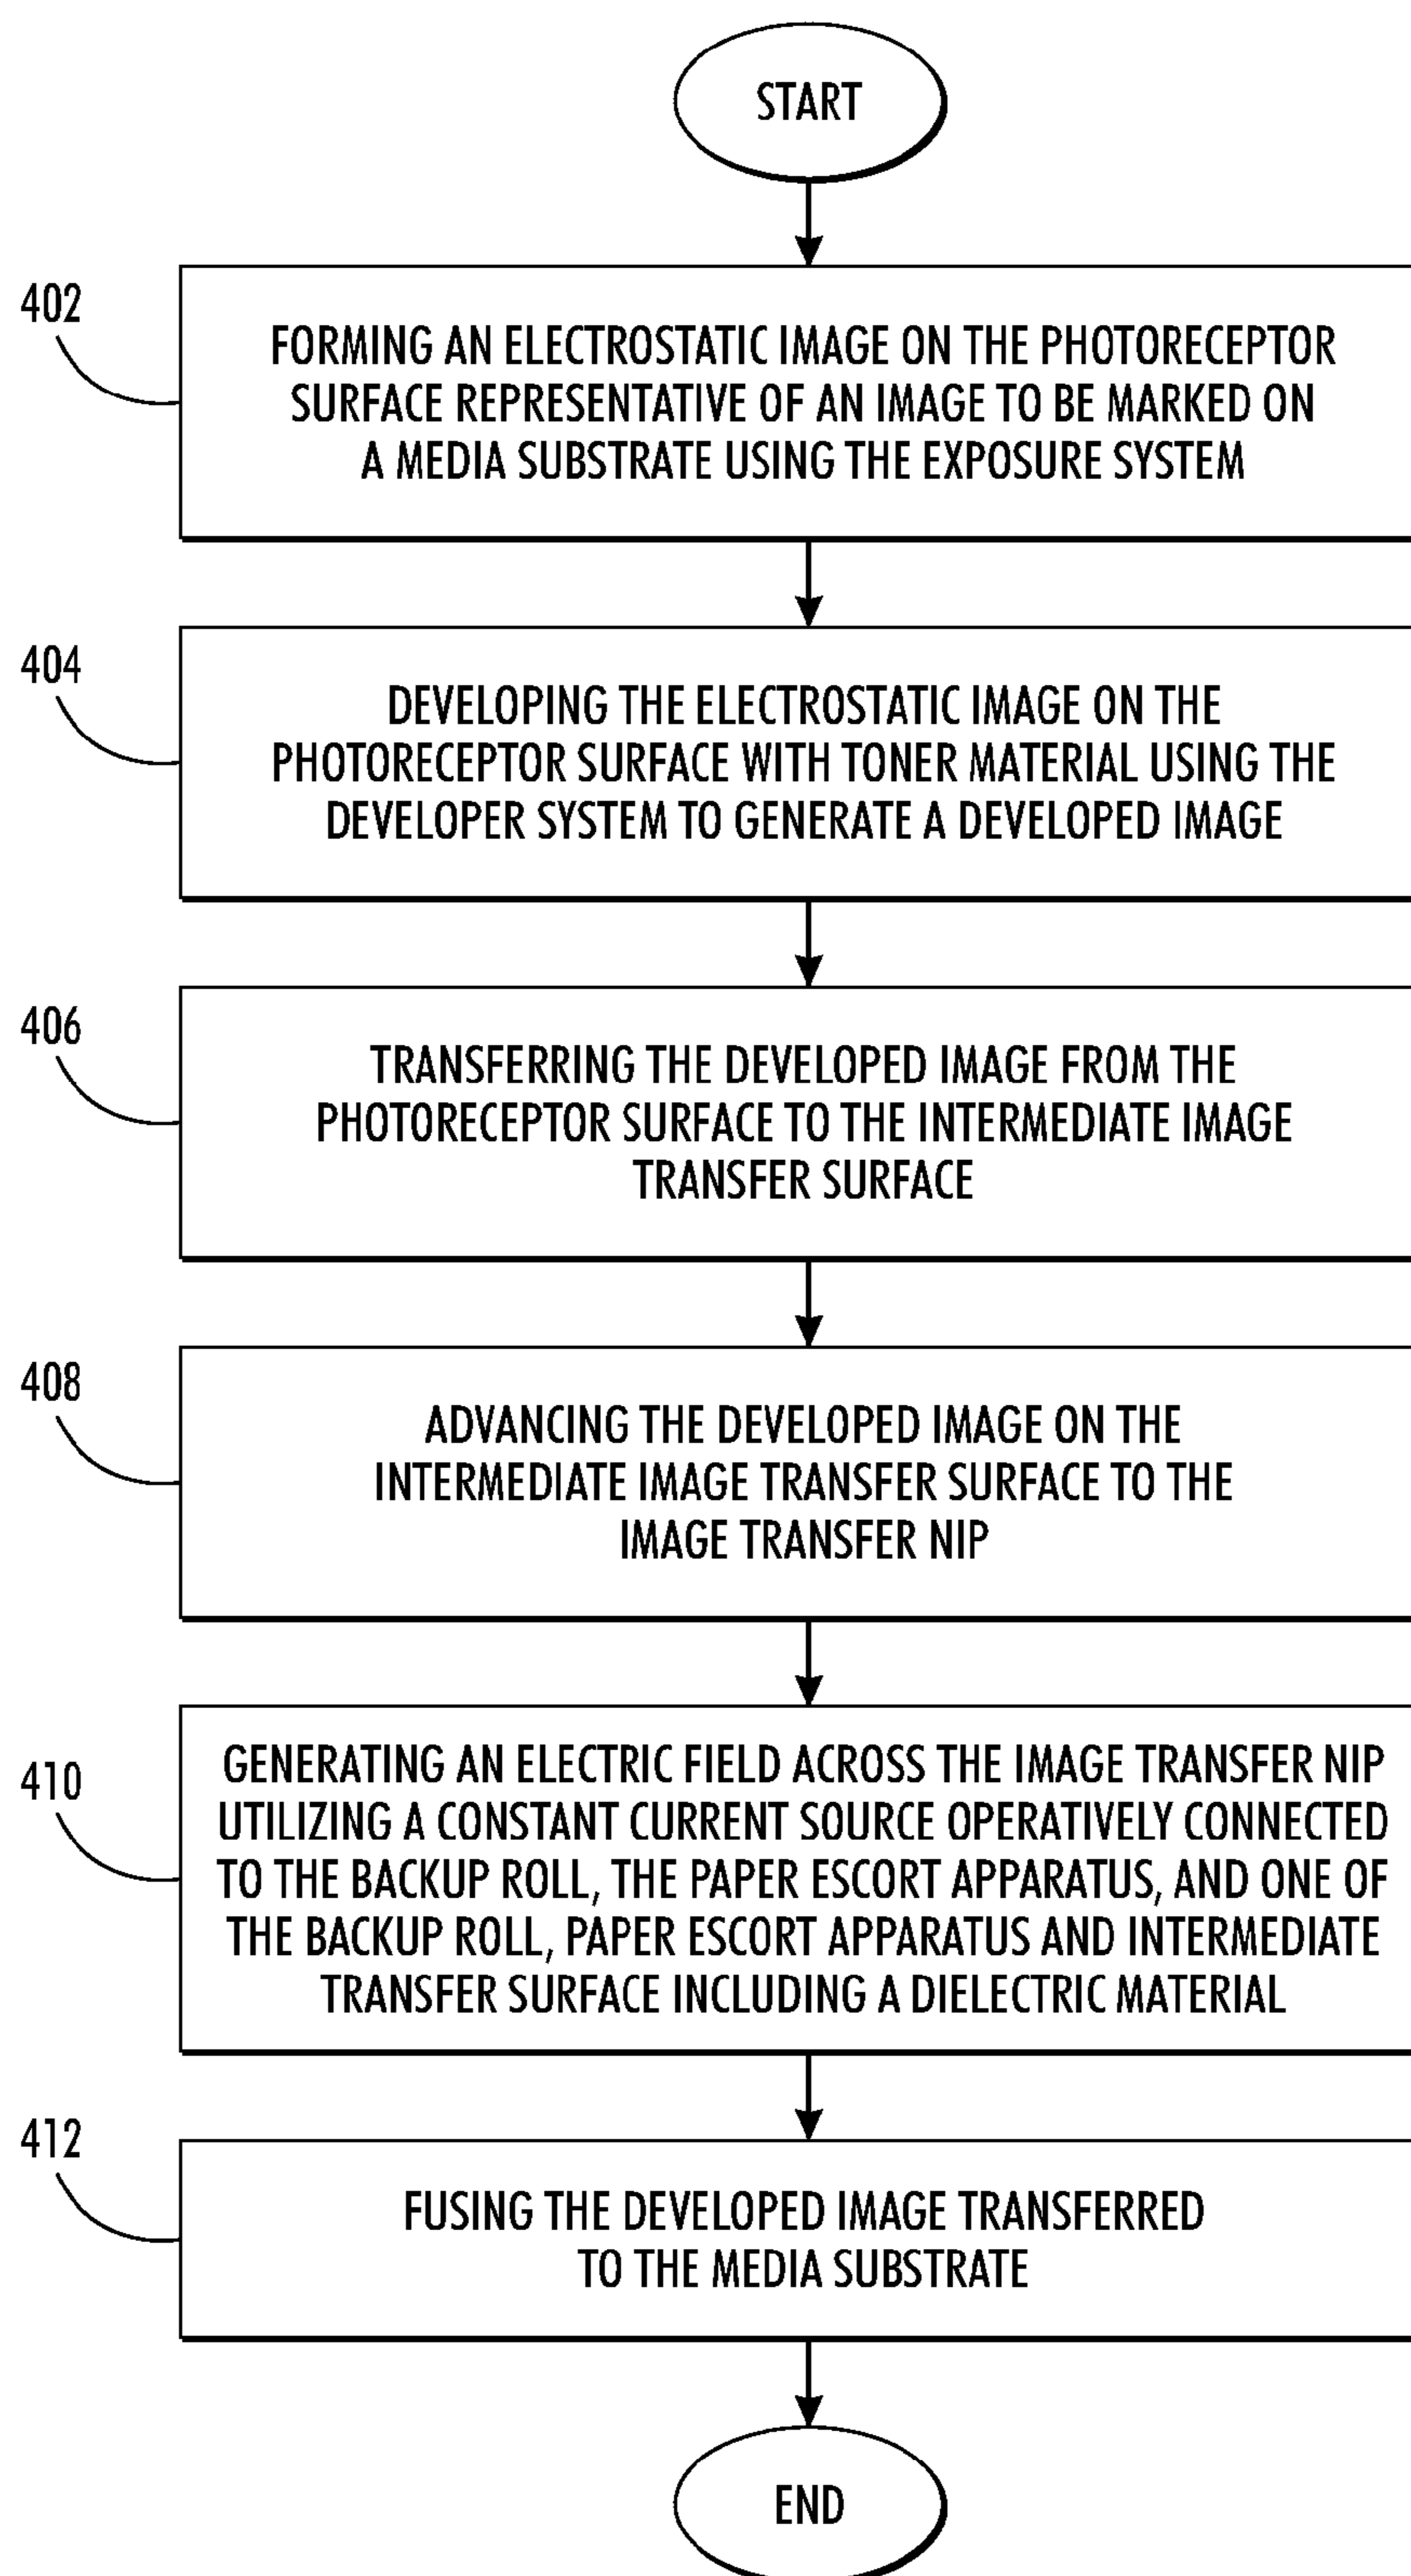 START
402
FORMING AN ELECTROSTATIC IMAGE ON THE PHOTORECEPTOR
SURFACE REPRESENTATIVE OF AN IMAGE TO BE MARKED ON
A MEDIA SUBSTRATE USING THE EXPOSURE SYSTEM
404
DEVELOPING THE ELECTROSTATIC IMAGE ON THE
PHOTORECEPTOR SURFACE WITH TONER MATERIAL USING THE
DEVELOPER SYSTEM TO GENERATE A DEVELOPED IMAGE
406
TRANSFERRING THE DEVELOPED IMAGE FROM THE
PHOTORECEPTOR SURFACE TO THE INTERMEDIATE IMAGE
TRANSFER SURFACE
408
ADVANCING THE DEVELOPED IMAGE ON THE
INTERMEDIATE IMAGE TRANSFER SURFACE TO THE
IMAGE TRANSFER NIP
410
GENERATING AN ELECTRIC FIELD ACROSS THE IMAGE TRANSFER NIP
UTILIZING A CONSTANT CURRENT SOURCE OPERATIVELY CONNECTED
TO THE BACKUP ROLL, THE PAPER ESCORT APPARATUS, AND ONE OF
THE BACKUP ROLL, PAPER ESCORT APPARATUS AND INTERMEDIATE
TRANSFER SURFACE INCLUDING A DIELECTRIC MATERIAL
412
FUSING THE DEVELOPED IMAGE TRANSFERRED
TO THE MEDIA SUBSTRATE
END